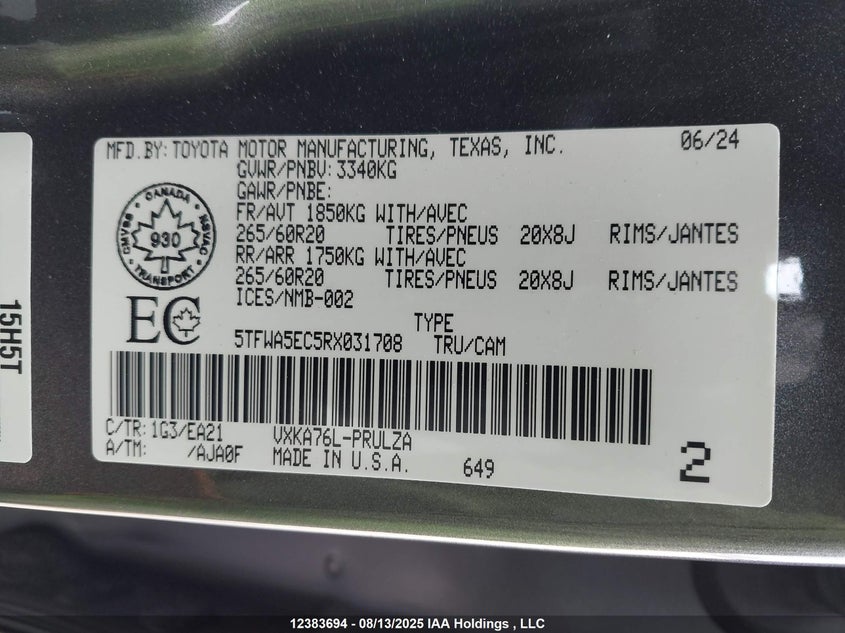 MFD.BY: TOYOTA MOTOR MANUFACTURING, TEXAS, INC. 06/24
GVWR/PNBV: 3340KG
GAWR/PNBE:
FR/AVT 1850KG WITH/AVEC
265/60R20 TIRES/PNEUS 20X8J RIMS/JANTES
RR/ARR 1750KG WITH/AVEC
265/60R20 TIRES/PNEUS 20X8J RIMS/JANTES
ICES/NMB-002
CANADA
CMVSS 930 NSVAC
TRANSPORT
EC
TYPE
5TFWA5EC5RX031708 TRU/CAM
C/TR: 1G3/EA21 VXKA76L-PRULZA
A/TM: /AJA0F MADE IN U.S.A. 649
2
15H5T
12383694 - 08/13/2025 IAA Holdings , LLC